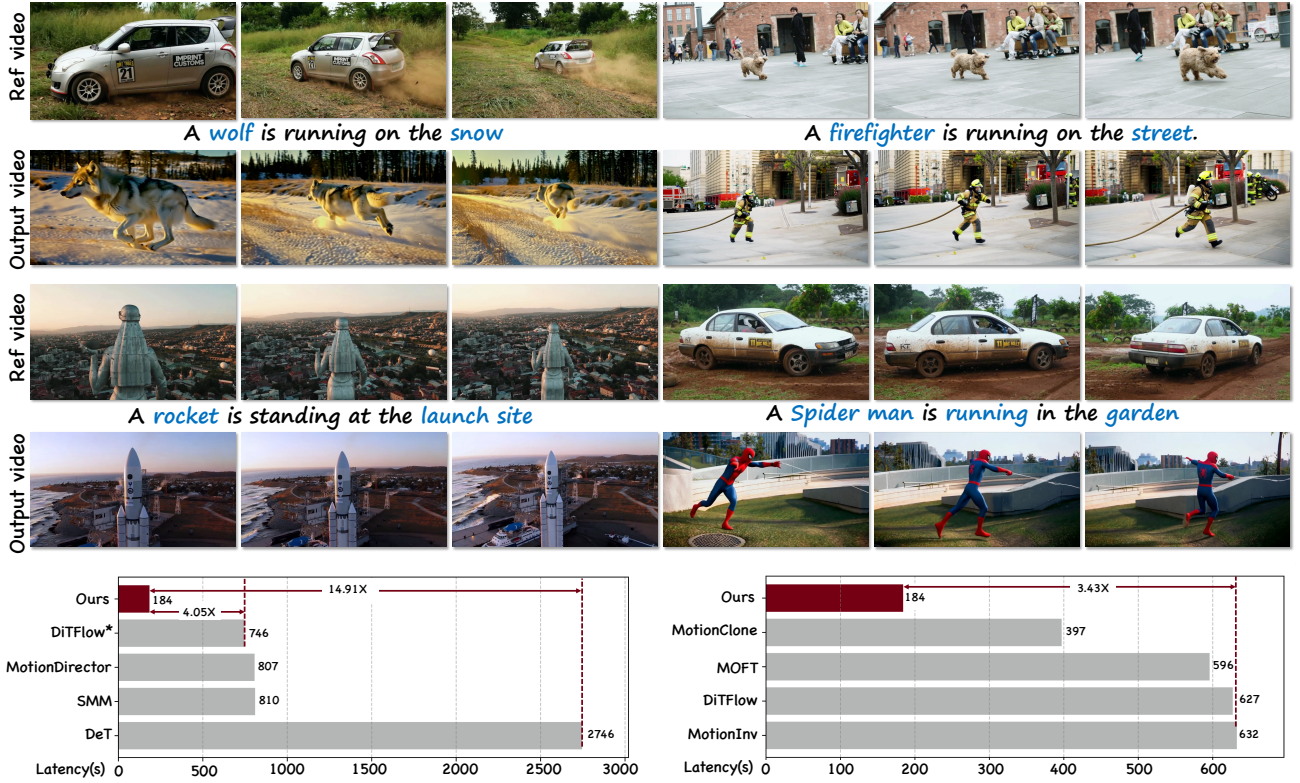 Ref video
IMPRINT
CUSTOMS
21
A wolf is running on the snow
A firefighter is running on the street.
Output video
Ref video
A rocket is standing at the launch site
A Spider man is running in the garden
Output video
Ours
184
14.91X
4.05X
DiTFlow*
746
MotionDirector
807
SMM
810
DeT
2746
Latency(s)
0
500
1000
1500
2000
2500
3000
Ours
184
3.43X
MotionClone
397
MOFT
596
DiTFlow
627
MotionInv
632
Latency(s)
0
100
200
300
400
500
600